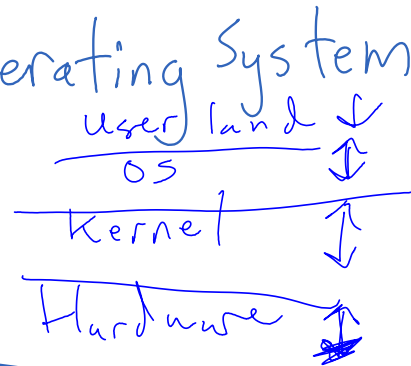 erating System
User land
OS
Kernel
Hardware